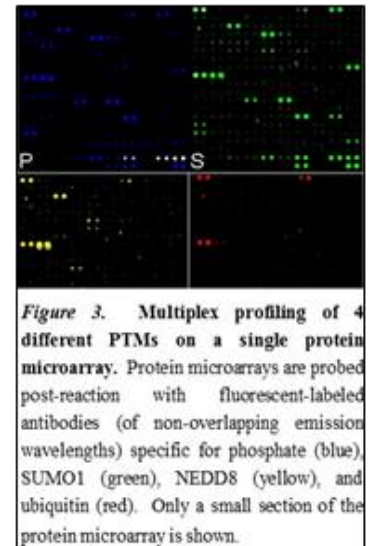 P
S
Figure 3. Multiplex profiling of 4
different PTMs on a single protein
microarray. Protein microarrays are probed
post-reaction with fluorescent-labeled
antibodies (of non-overlapping emission
wavelengths) specific for phosphate (blue),
SUMO1 (green), NEDD8 (yellow), and
ubiquitin (red). Only a small section of the
protein microarray is shown.